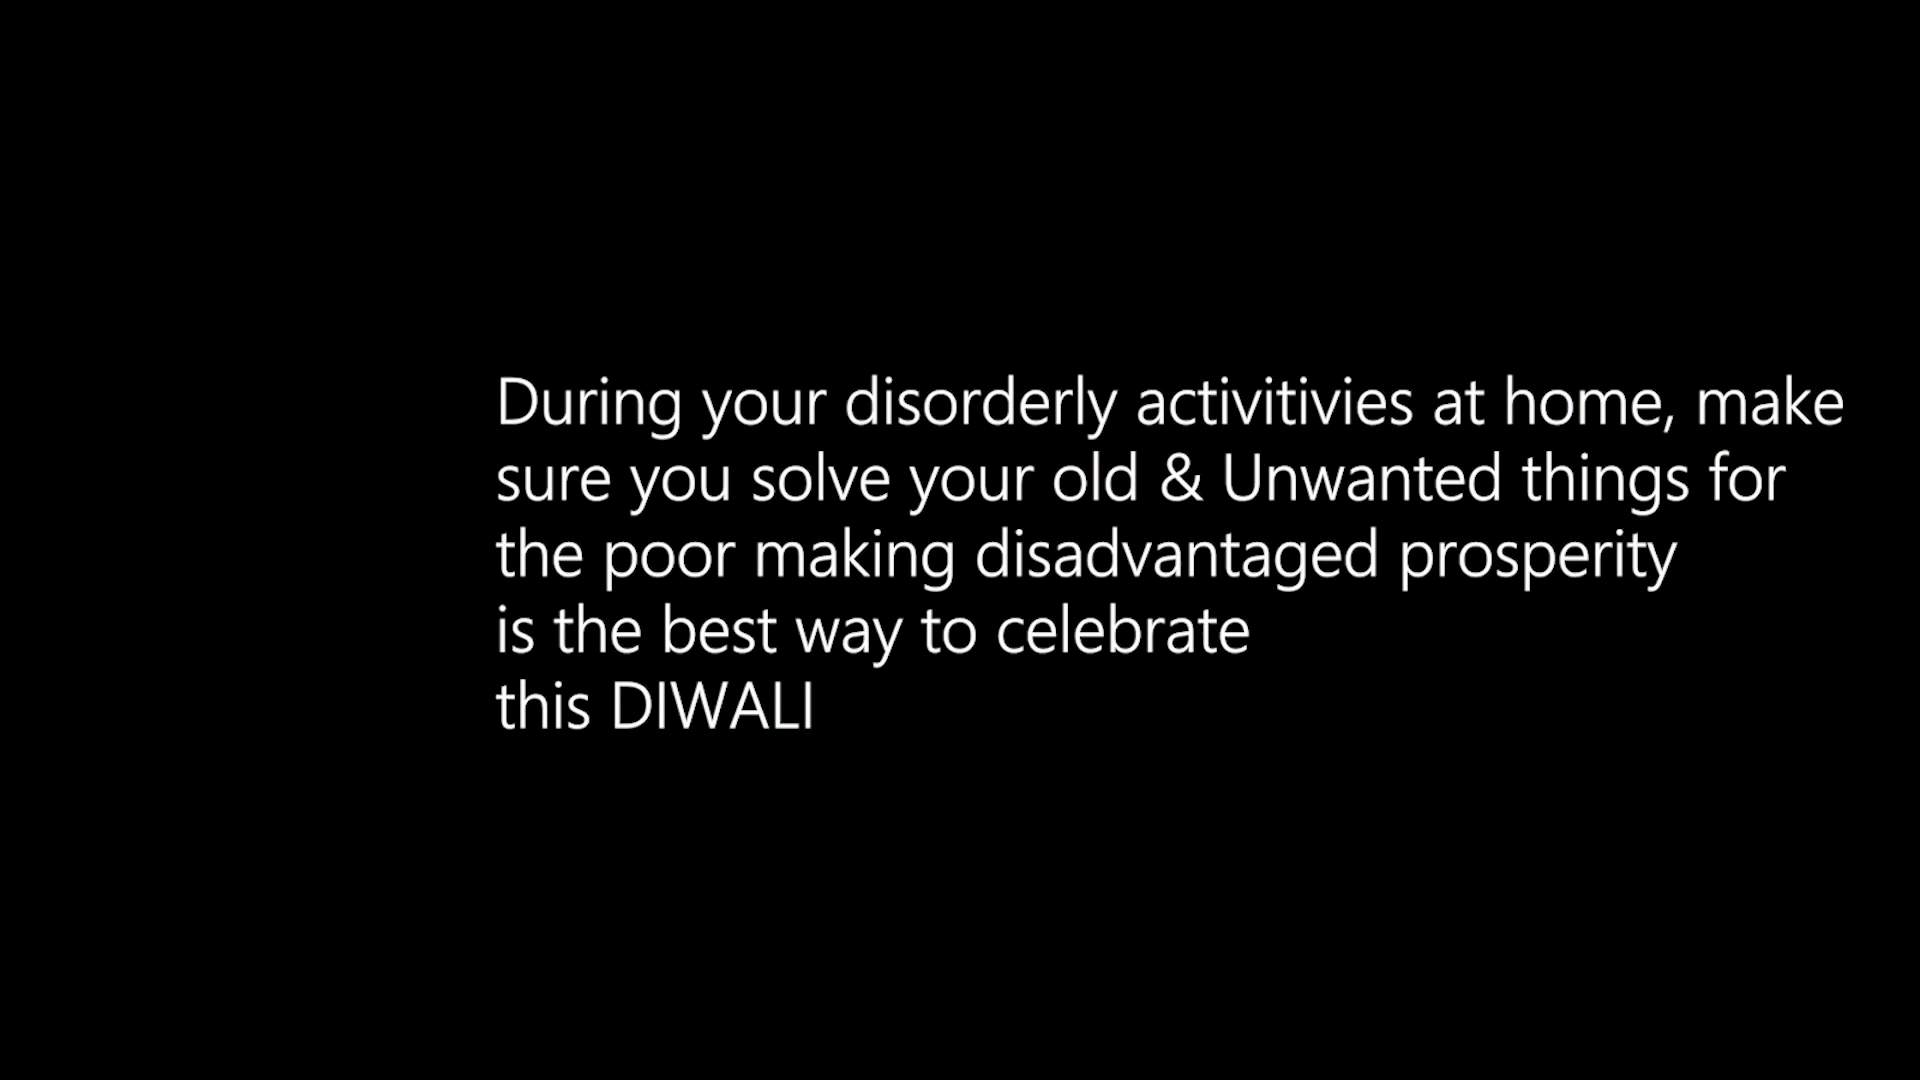 During your disorderly activitivies at home, make
sure you solve your old & Unwanted things for
the poor making disadvantaged prosperity
is the best way to celebrate
this DIWALI